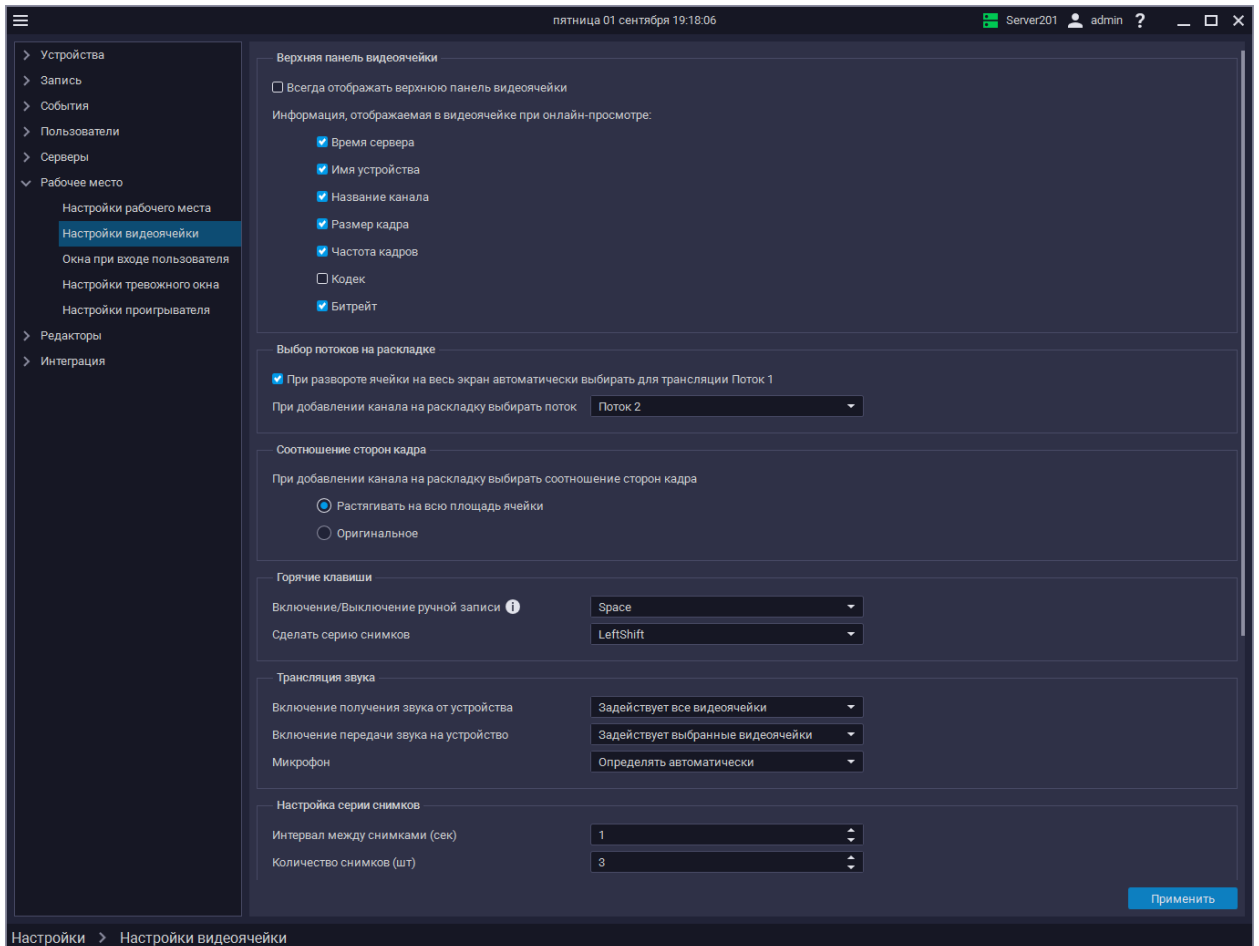 пятница 01 сентября 19:18:06
Server201 admin ?
Устройства
Запись
События
Пользователи
Серверы
Рабочее место
Настройки рабочего места
Настройки видеоячейки
Окна при входе пользователя
Настройки тревожного окна
Настройки проигрывателя
Редакторы
Интеграция
Верхняя панель видеоячейки
Всегда отображать верхнюю панель видеоячейки
Информация, отображаемая в видеоячейке при онлайн-просмотре:
Время сервера
Имя устройства
Название канала
Размер кадра
Частота кадров
Кодек
Битрейт
Выбор потоков на раскладке
При развороте ячейки на весь экран автоматически выбирать для трансляции Поток 1
При добавлении канала на раскладку выбирать поток Поток 2
Соотношение сторон кадра
При добавлении канала на раскладку выбирать соотношение сторон кадра
Растягивать на всю площадь ячейки
Оригинальное
Горячие клавиши
Включение/Выключение ручной записи Space
Сделать серию снимков LeftShift
Трансляция звука
Включение получения звука от устройства Задействует все видеоячейки
Включение передачи звука на устройство Задействует выбранные видеоячейки
Микрофон Определять автоматически
Настройка серии снимков
Интервал между снимками (сек) 1
Количество снимков (шт) 3
Применить
Настройки > Настройки видеоячейки